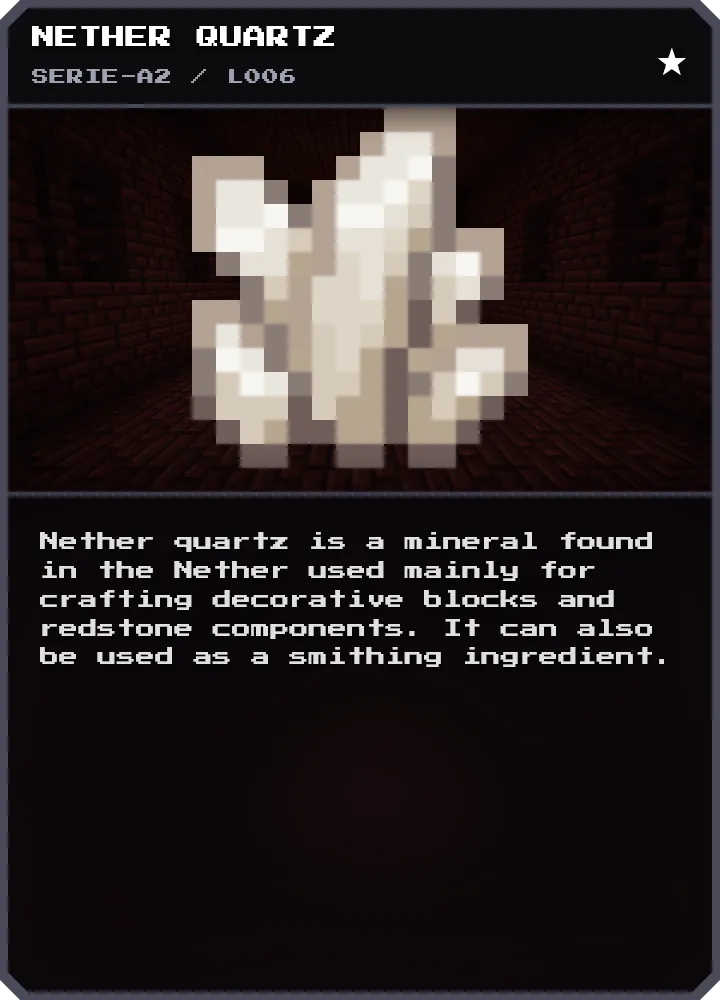 NETHER QUARTZ
SERIE-A2 / L006
Nether quartz is a mineral found
in the Nether used mainly for
crafting decorative blocks and
redstone components. It can also
be used as a smithing ingredient.